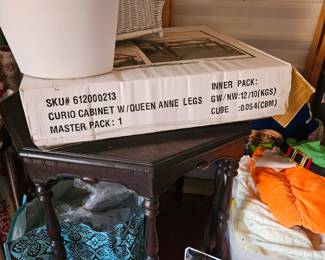 SKU# 612000213
CURIO CABINET W/QUEEN ANNE LEGS
MASTER PACK: 1
INNER PACK:
GW/NW: 12/10(KGS)
CUBE :0.054(CBM)